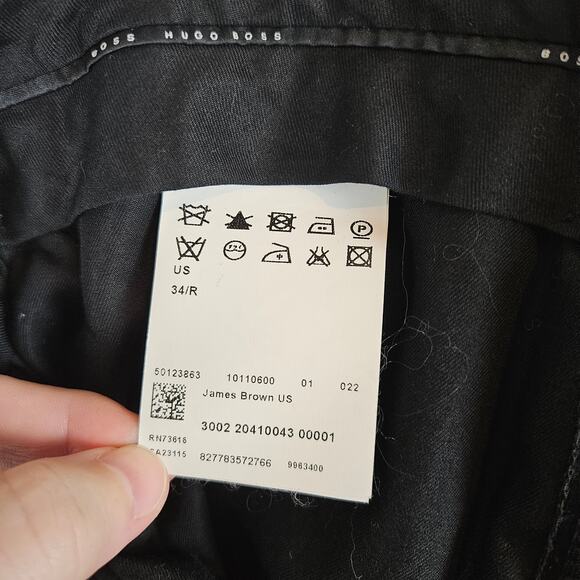 BOSS HUGO BOSS BOS
P
US
34/R
50123863 10110600 01 022
James Brown US
3002 20410043 00001
RN73616
CA23115 827783572766 9963400